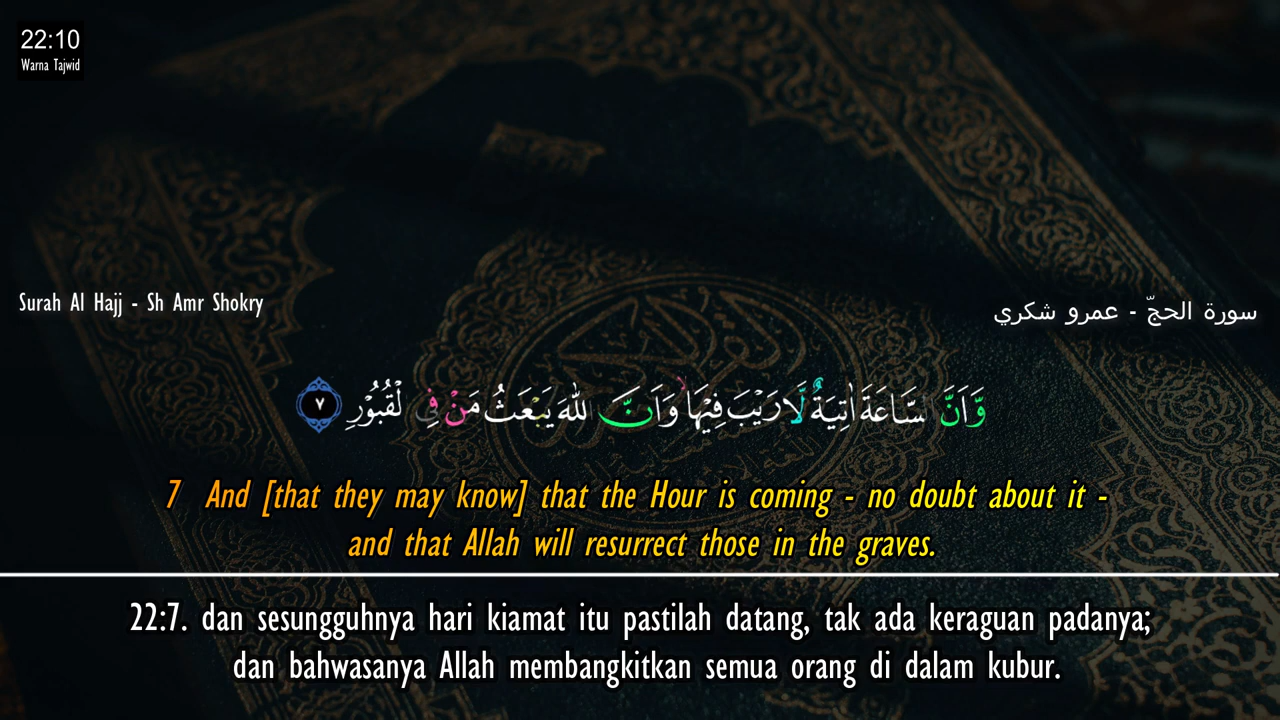 22:10
Warna Tajwid
Surah Al Hajj - Sh Amr Shokry
سورة الحجّ - عمرو شكري
وَّاَنَّ السَّاعَةَ اٰتِيَةٌ لَّا رَيْبَ فِيْهَاۙ وَاَنَّ اللّٰهَ يَبْعَثُ مَنْ فِى الْقُبُوْرِ ٧
7 And [that they may know] that the Hour is coming - no doubt about it -
and that Allah will resurrect those in the graves.
22:7. dan sesungguhnya hari kiamat itu pastilah datang, tak ada keraguan padanya;
dan bahwasanya Allah membangkitkan semua orang di dalam kubur.